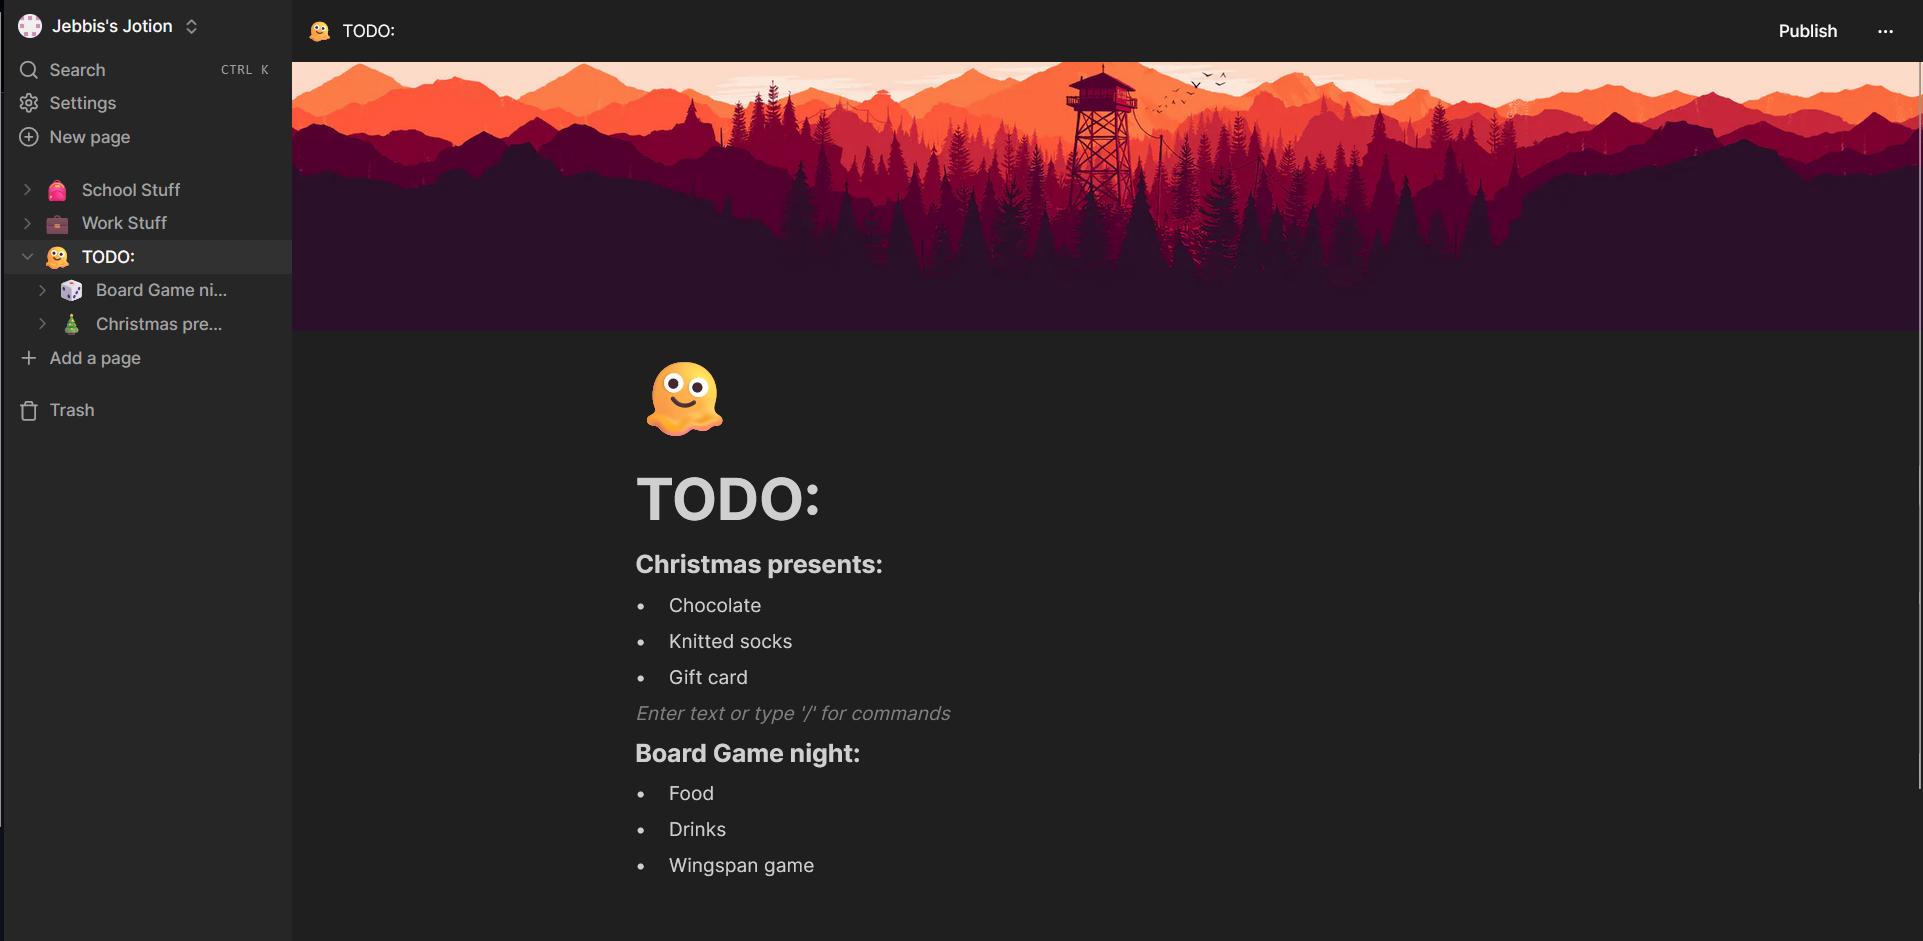 Jebbis's Jotion
Search CTRL K
Settings
New page
School Stuff
Work Stuff
TODO:
Board Game ni...
Christmas pre...
Add a page
Trash
TODO:
Publish
TODO:
Christmas presents:
• Chocolate
• Knitted socks
• Gift card
Enter text or type '/' for commands
Board Game night:
• Food
• Drinks
• Wingspan game